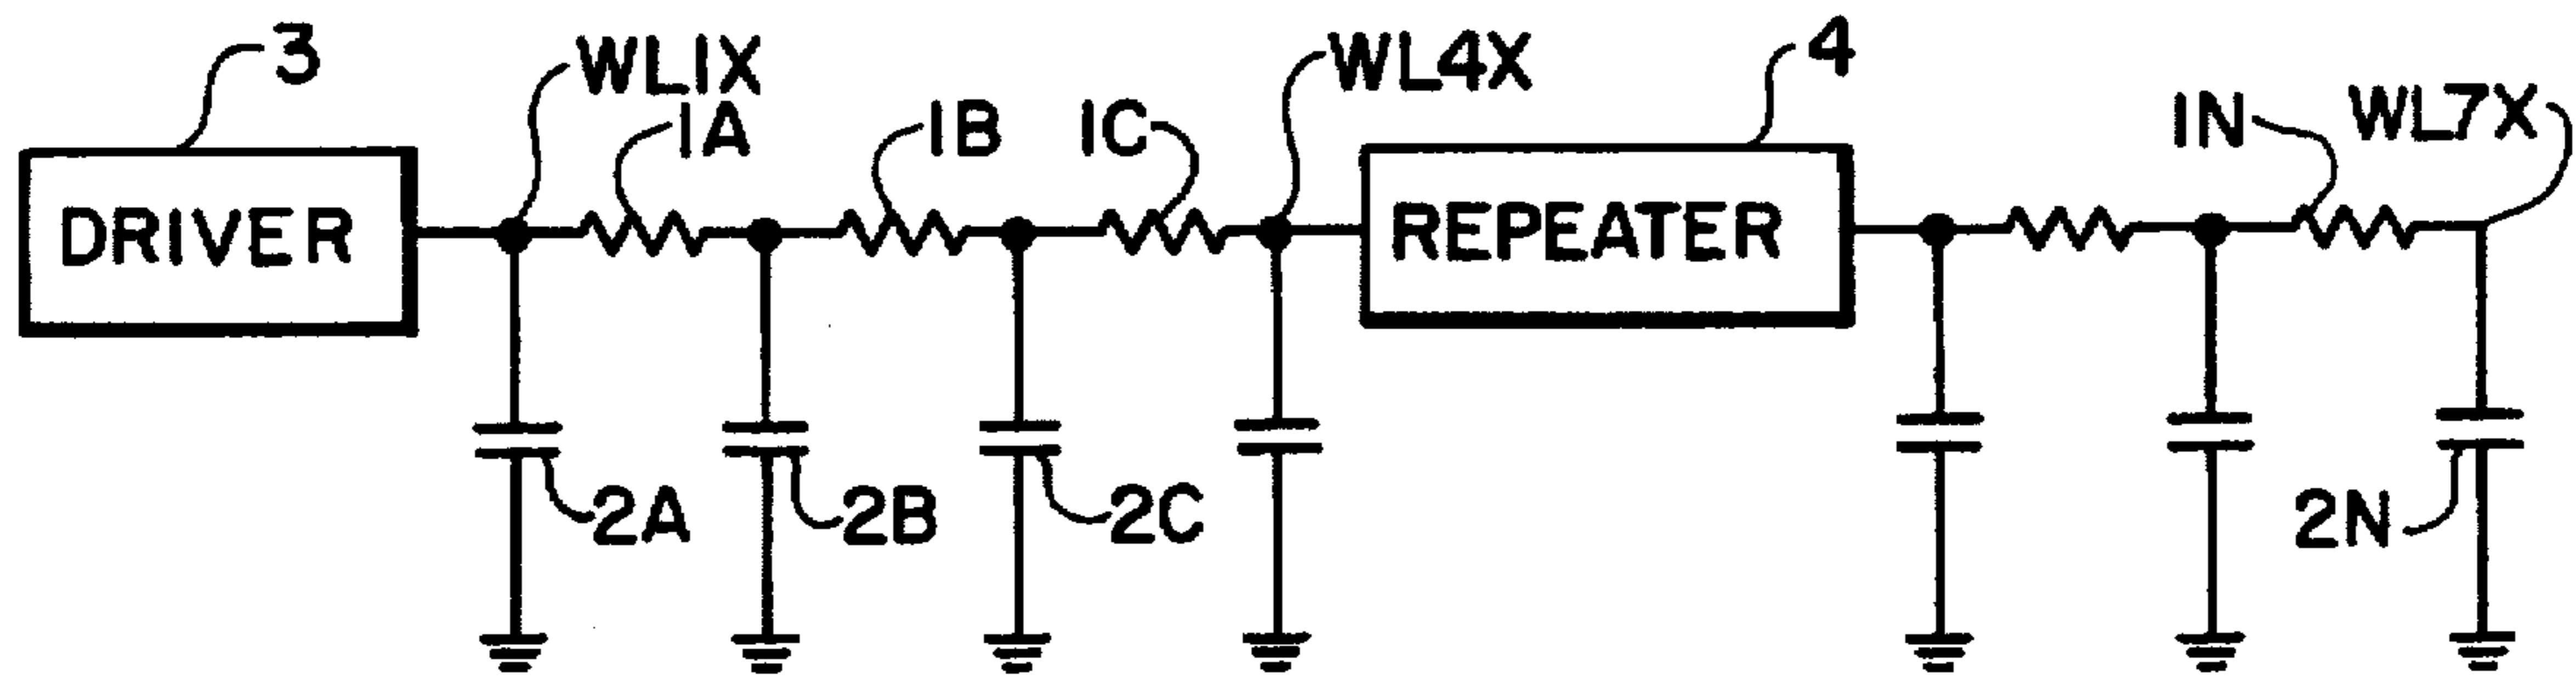 3
WL1X
1A
1B
1C
WL4X
4
1N
WL7X
DRIVER
REPEATER
2A
2B
2C
2N